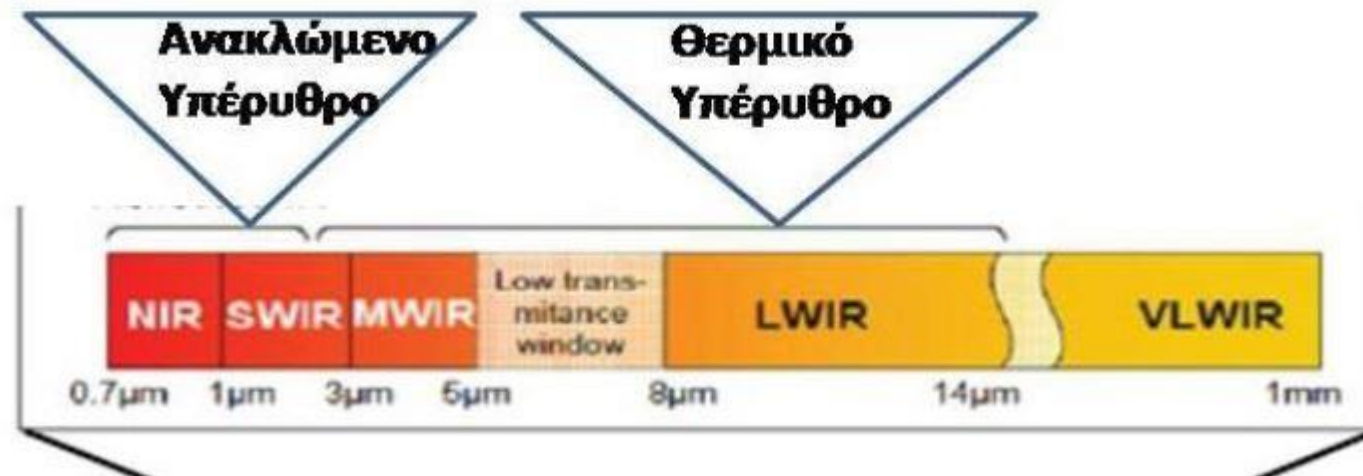 Ανακλώμενο
Υπέρυθρο
Θερμικό
Υπέρυθρο
NIR SWIR MWIR Low trans-
mitance
window LWIR VLWIR
0.7µm 1µm 3µm 5µm 8µm 14µm 1mm